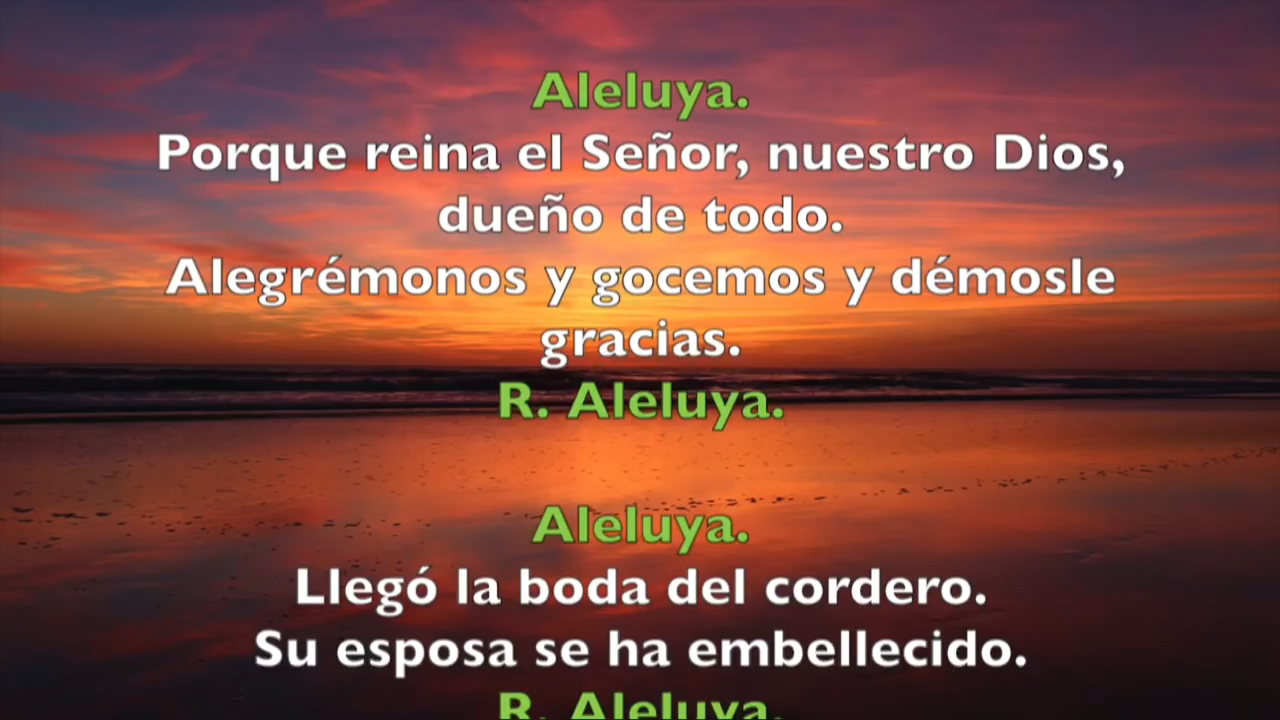 Aleluya.
Porque reina el Señor, nuestro Dios,
dueño de todo.
Alegrémonos y gocemos y démosle
gracias.
R. Aleluya.
Aleluya.
Llegó la boda del cordero.
Su esposa se ha embellecido.
R. Aleluya.